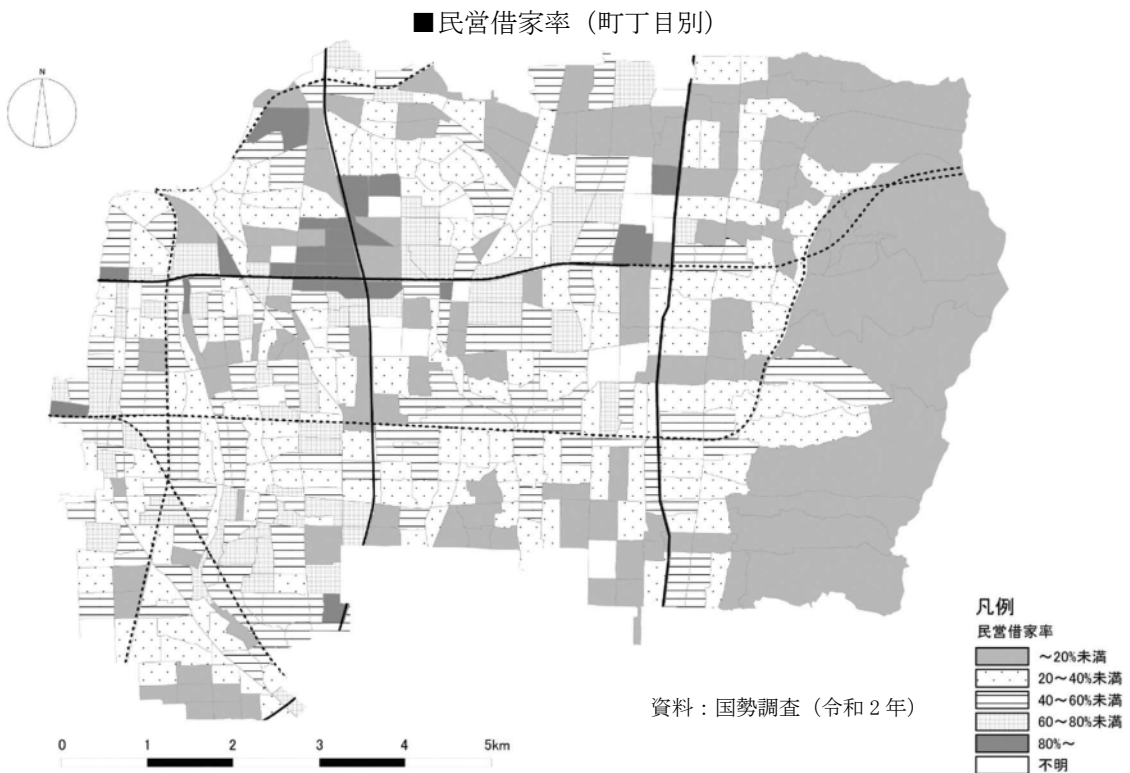 ■民営借家率（町丁目別）
N
凡例
民営借家率
～20%未満
20～40%未満
40～60%未満
60～80%未満
80%～
不明
資料：国勢調査（令和２年）
0 1 2 3 4 5km